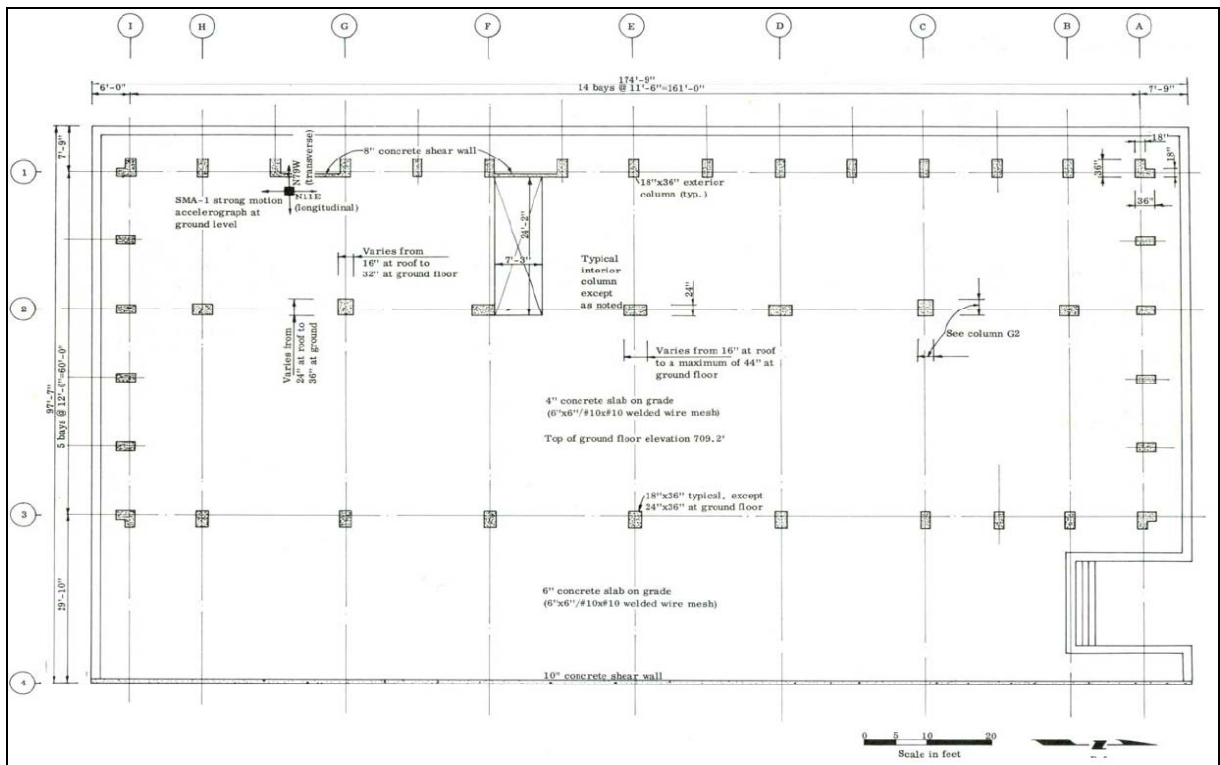 I
H
G
F
E
D
C
B
A
174'-9"
6'-0"
14 bays @ 11'-6"=161'-0"
7'-9"
7'-9"
1
8" concrete shear wall
N79W
(transverse)
N11E
(longitudinal)
SMA-1 strong motion
accelerograph at
ground level
18"x36" exterior
column (typ.)
18"
36"
18"
36"
24'-2"
7'-3"
Varies from
16" at roof to
32" at ground floor
Typical
interior
column
except
as noted
24"
2
Varies from
24" at roof to
36" at ground
See column G2
Varies from 16" at roof
to a maximum of 44" at
ground floor
97'-7"
5 bays @ 12'-0"=60'-0"
4" concrete slab on grade
(6"x6"/#10x#10 welded wire mesh)
Top of ground floor elevation 709.2'
3
18"x36" typical, except
24"x36" at ground floor
6" concrete slab on grade
(6"x6"/#10x#10 welded wire mesh)
4
10" concrete shear wall
0 5 10 20
Scale in feet